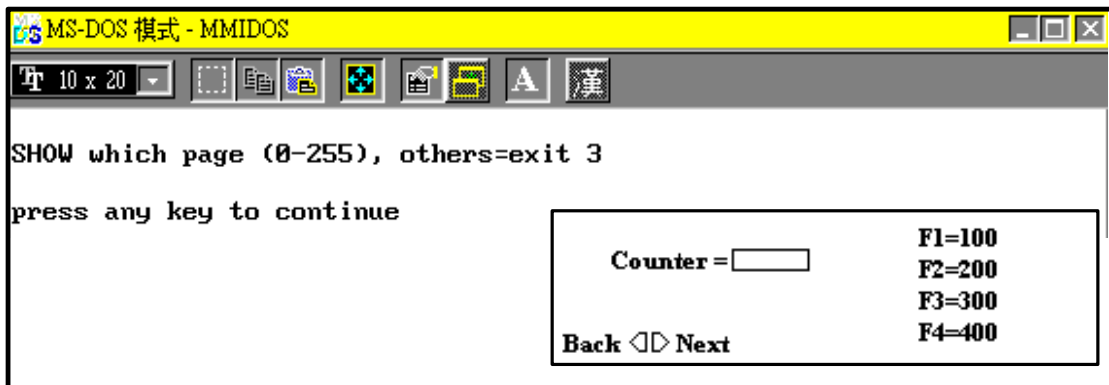 MS-DOS 模式 - MMIDOS
10 x 20
A
漢
SHOW which page (0-255), others=exit 3
press any key to continue
Counter =
F1=100
F2=200
F3=300
F4=400
Back ◁▷ Next